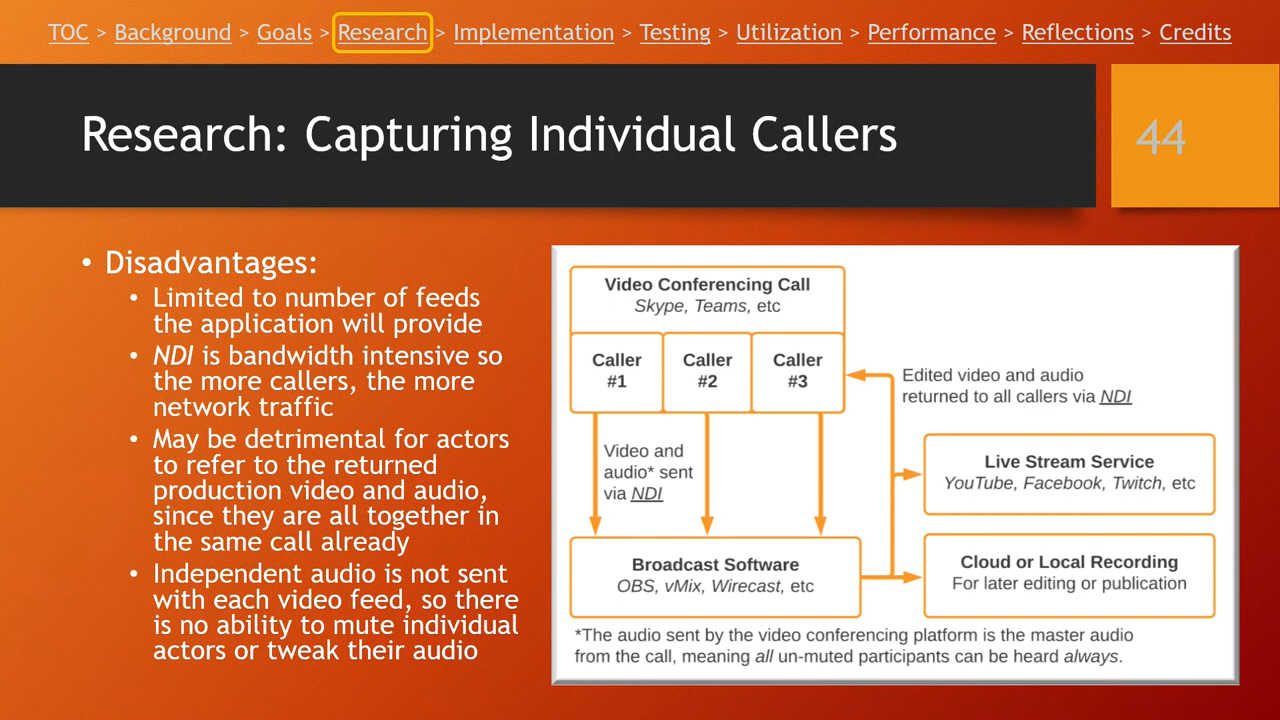 TOC > Background > Goals > Research > Implementation > Testing > Utilization > Performance > Reflections > Credits
Research: Capturing Individual Callers
44
• Disadvantages:
• Limited to number of feeds
the application will provide
• NDI is bandwidth intensive so
the more callers, the more
network traffic
• May be detrimental for actors
to refer to the returned
production video and audio,
since they are all together in
the same call already
• Independent audio is not sent
with each video feed, so there
is no ability to mute individual
actors or tweak their audio
Video Conferencing Call
Skype, Teams, etc
Caller
#1
Caller
#2
Caller
#3
Edited video and audio
returned to all callers via NDI
Video and
audio* sent
via NDI
Live Stream Service
YouTube, Facebook, Twitch, etc
Broadcast Software
OBS, vMix, Wirecast, etc
Cloud or Local Recording
For later editing or publication
*The audio sent by the video conferencing platform is the master audio
from the call, meaning all un-muted participants can be heard always.